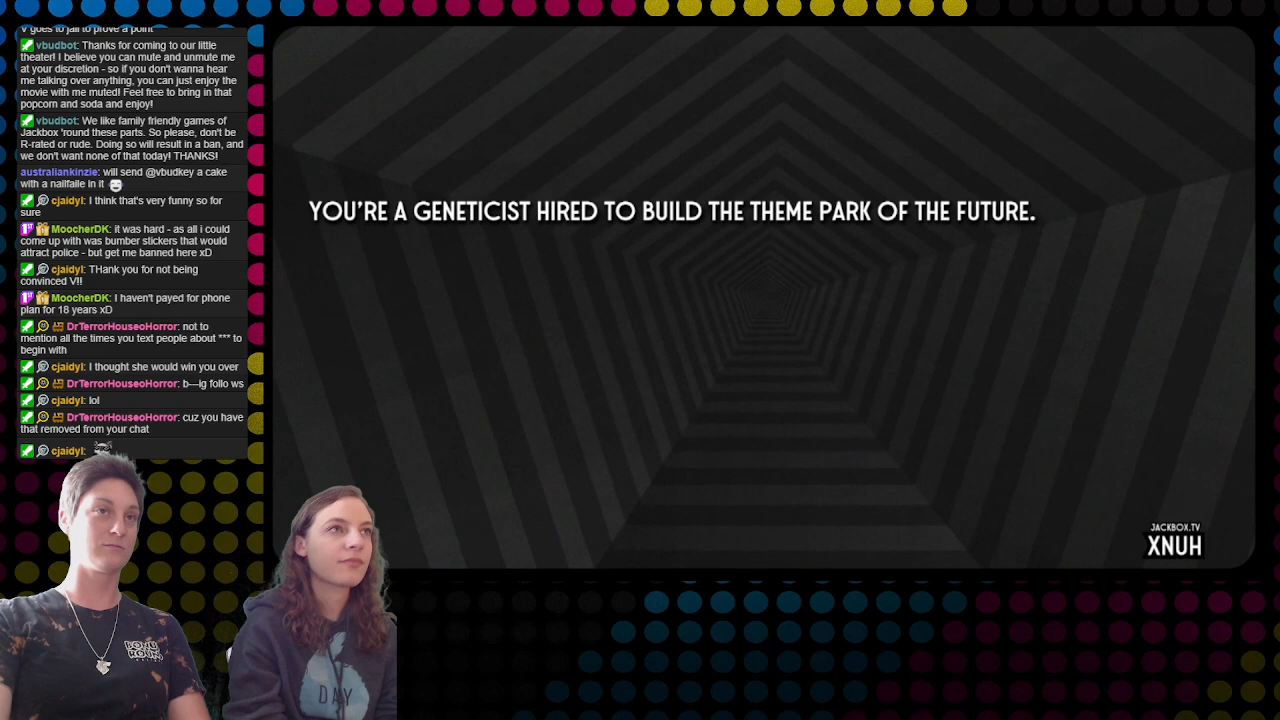 V goes to jail to prove a point
vbudbot: Thanks for coming to our little
theater! I believe you can mute and unmute me
at your discretion - so if you don't wanna hear
me talking over anything, you can just enjoy the
movie with me muted! Feel free to bring in that
popcorn and soda and enjoy!
vbudbot: We like family friendly games of
Jackbox 'round these parts. So please, don't be
R-rated or rude. Doing so will result in a ban, and
we don't want none of that today! THANKS!
australiankinzie: will send @vbudkey a cake
with a nailfaile in it
cjaidyl: I think that's very funny so for
sure
MoocherDK: it was hard - as all i could
come up with was bumber stickers that would
attract police - but get me banned here xD
cjaidyl: THank you for not being
convinced V!!
MoocherDK: I haven't payed for phone
plan for 18 years xD
DrTerrorHouseoHorror: not to
mention all the times you text people about *** to
begin with
cjaidyl: I thought she would win you over
DrTerrorHouseoHorror: b---lg follo ws
cjaidyl: lol
DrTerrorHouseoHorror: cuz you have
that removed from your chat
cjaidyl:
YOU'RE A GENETICIST HIRED TO BUILD THE THEME PARK OF THE FUTURE.
JACKBOX.TV
XNUH
DAY